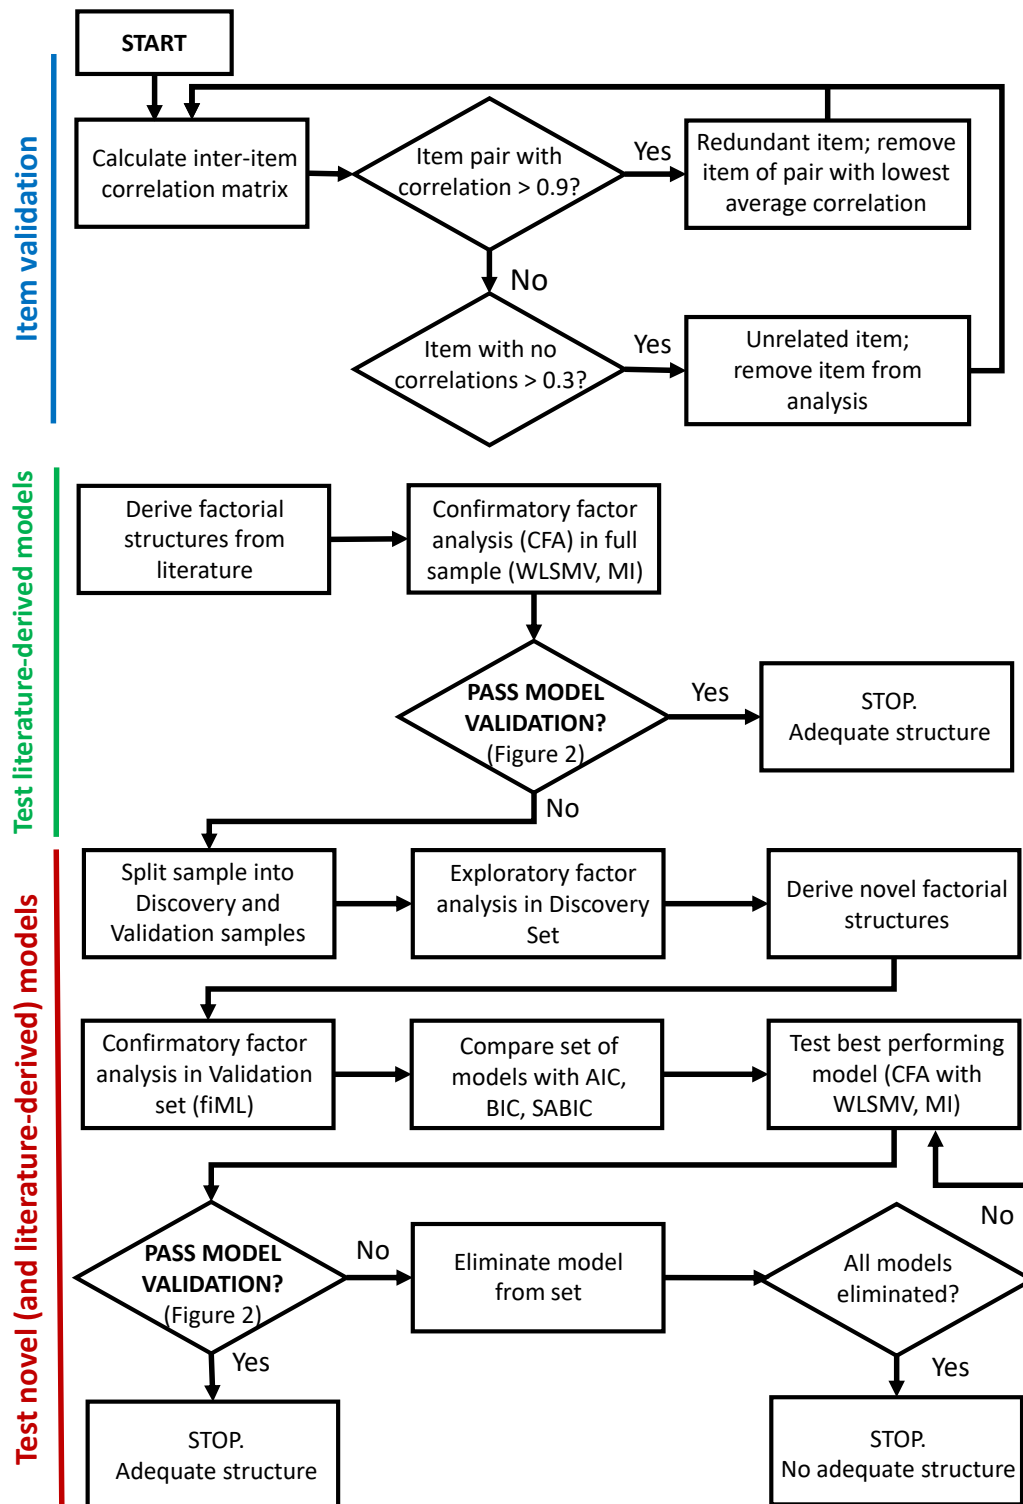 START
Item validation
Calculate inter-item
correlation matrix
Item pair with
correlation > 0.9?
Yes
Redundant item; remove
item of pair with lowest
average correlation
No
Item with no
correlations > 0.3?
Yes
Unrelated item;
remove item from
analysis
Test literature-derived models
Derive factorial
structures from
literature
Confirmatory factor
analysis (CFA) in full
sample (WLSMV, MI)
PASS MODEL
VALIDATION?
(Figure 2)
Yes
STOP.
Adequate structure
No
Test novel (and literature-derived) models
Split sample into
Discovery and
Validation samples
Exploratory factor
analysis in Discovery
Set
Derive novel factorial
structures
Confirmatory factor
analysis in Validation
set (fiML)
Compare set of
models with AIC,
BIC, SABIC
Test best performing
model (CFA with
WLSMV, MI)
PASS MODEL
VALIDATION?
(Figure 2)
No
Eliminate model
from set
All models
eliminated?
No
Yes
STOP.
Adequate structure
Yes
STOP.
No adequate structure